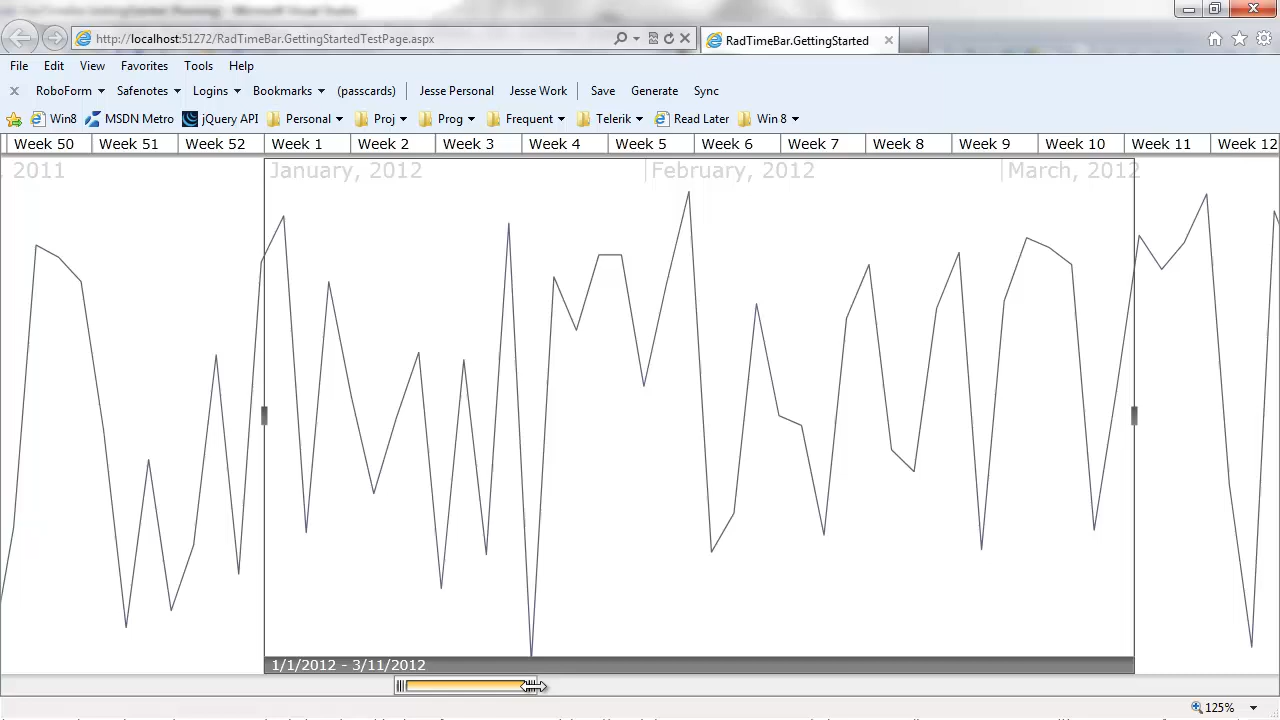 http://localhost:51272/RadTimeBar.GettingStartedTestPage.aspx RadTimeBar.GettingStarted
File Edit View Favorites Tools Help
x RoboForm Safenotes Logins Bookmarks (passcards) Jesse Personal Jesse Work Save Generate Sync
Win8 MSDN Metro jQuery API Personal Proj Prog Frequent Telerik Read Later Win 8
Week 50 Week 51 Week 52 Week 1 Week 2 Week 3 Week 4 Week 5 Week 6 Week 7 Week 8 Week 9 Week 10 Week 11 Week 12
, 2011 January, 2012 February, 2012 March, 2012
1/1/2012 - 3/11/2012
125%